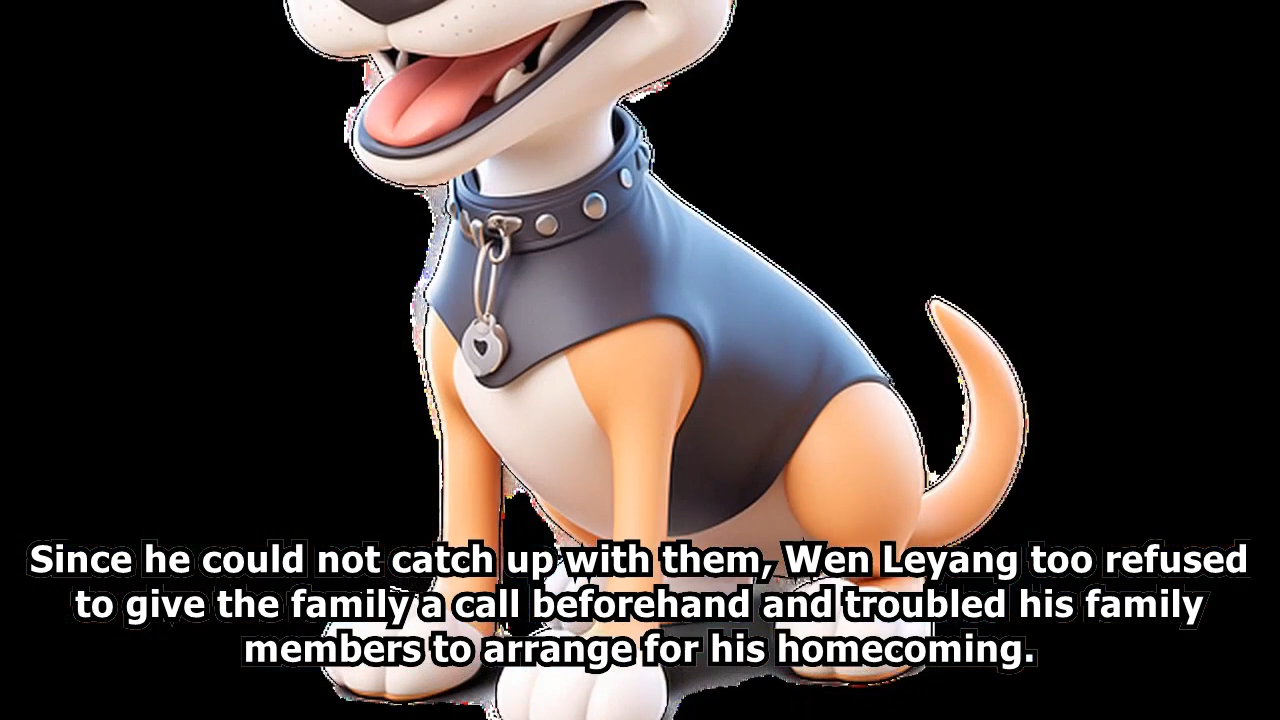 Since he could not catch up with them, Wen Leyang too refused
to give the family a call beforehand and troubled his family
members to arrange for his homecoming.